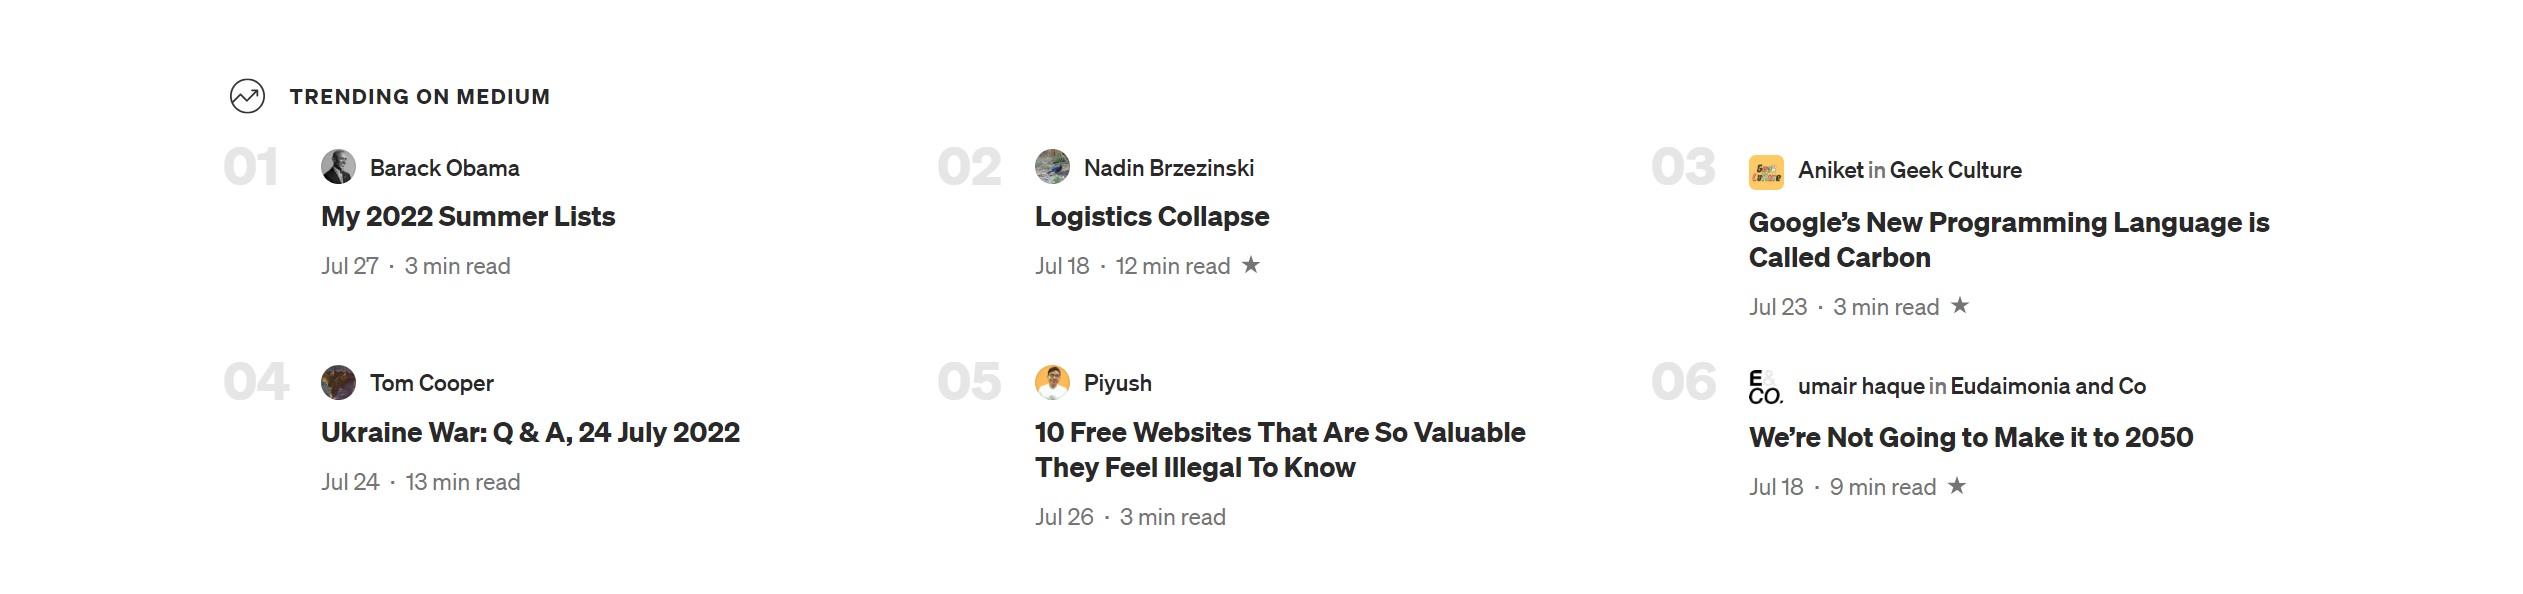 TRENDING ON MEDIUM
01
Barack Obama
My 2022 Summer Lists
Jul 27 · 3 min read
02
Nadin Brzezinski
Logistics Collapse
Jul 18 · 12 min read ★
03
Geek Culture
Aniket in Geek Culture
Google’s New Programming Language is
Called Carbon
Jul 23 · 3 min read ★
04
Tom Cooper
Ukraine War: Q & A, 24 July 2022
Jul 24 · 13 min read
05
Piyush
10 Free Websites That Are So Valuable
They Feel Illegal To Know
Jul 26 · 3 min read
06
E&
CO.
umair haque in Eudaimonia and Co
We’re Not Going to Make it to 2050
Jul 18 · 9 min read ★